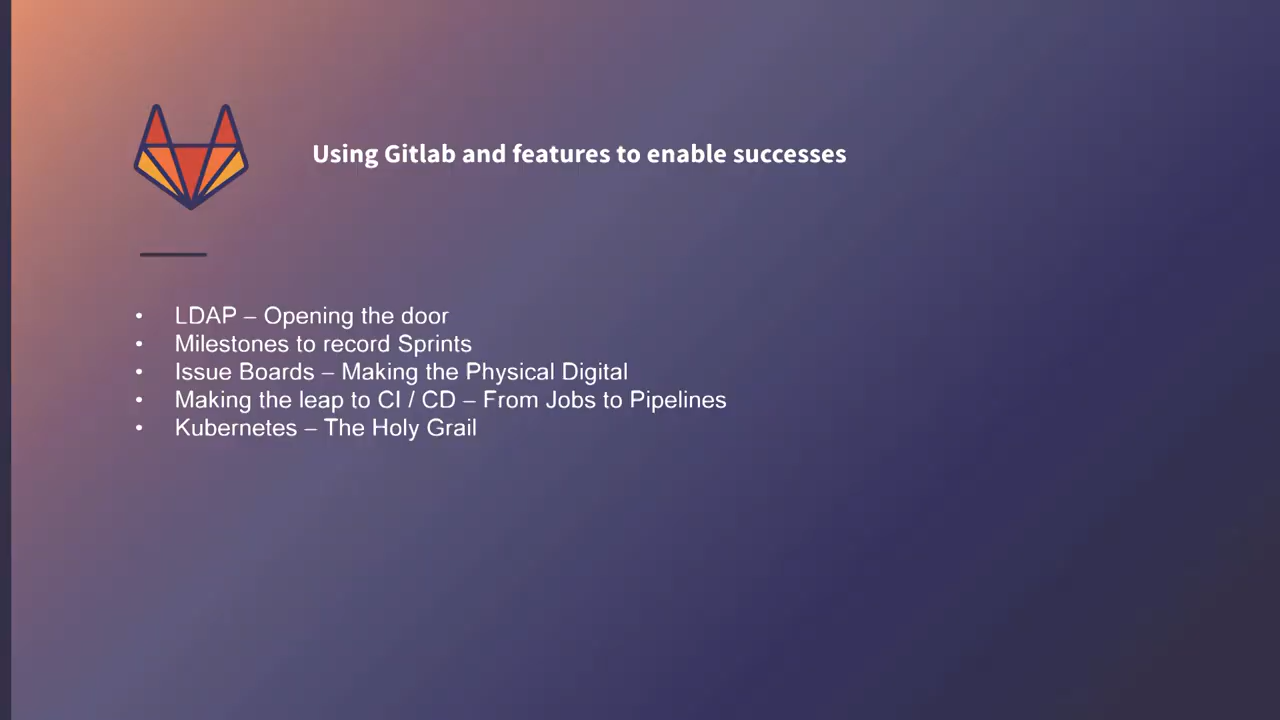 Using Gitlab and features to enable successes
• LDAP – Opening the door
• Milestones to record Sprints
• Issue Boards – Making the Physical Digital
• Making the leap to CI / CD – From Jobs to Pipelines
• Kubernetes – The Holy Grail